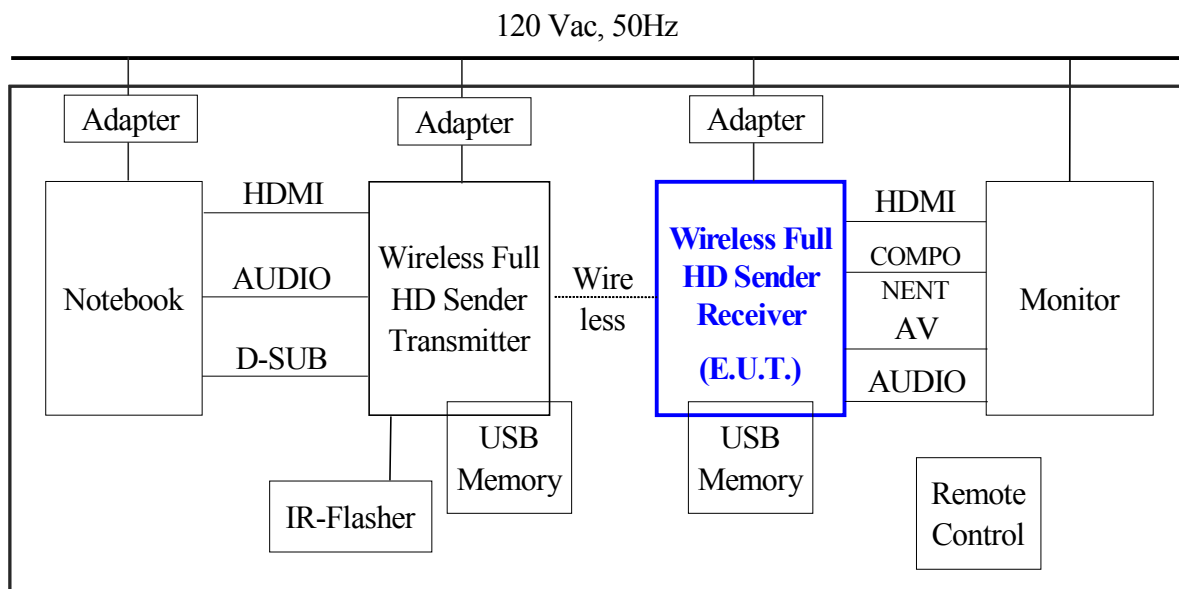 120 Vac, 50Hz
Adapter
Adapter
Adapter
Notebook
HDMI
AUDIO
D-SUB
Wireless Full
HD Sender
Transmitter
Wire
less
Wireless Full
HD Sender
Receiver
(E.U.T.)
HDMI
COMPO
NENT
AV
AUDIO
Monitor
USB
Memory
IR-Flasher
USB
Memory
Remote
Control